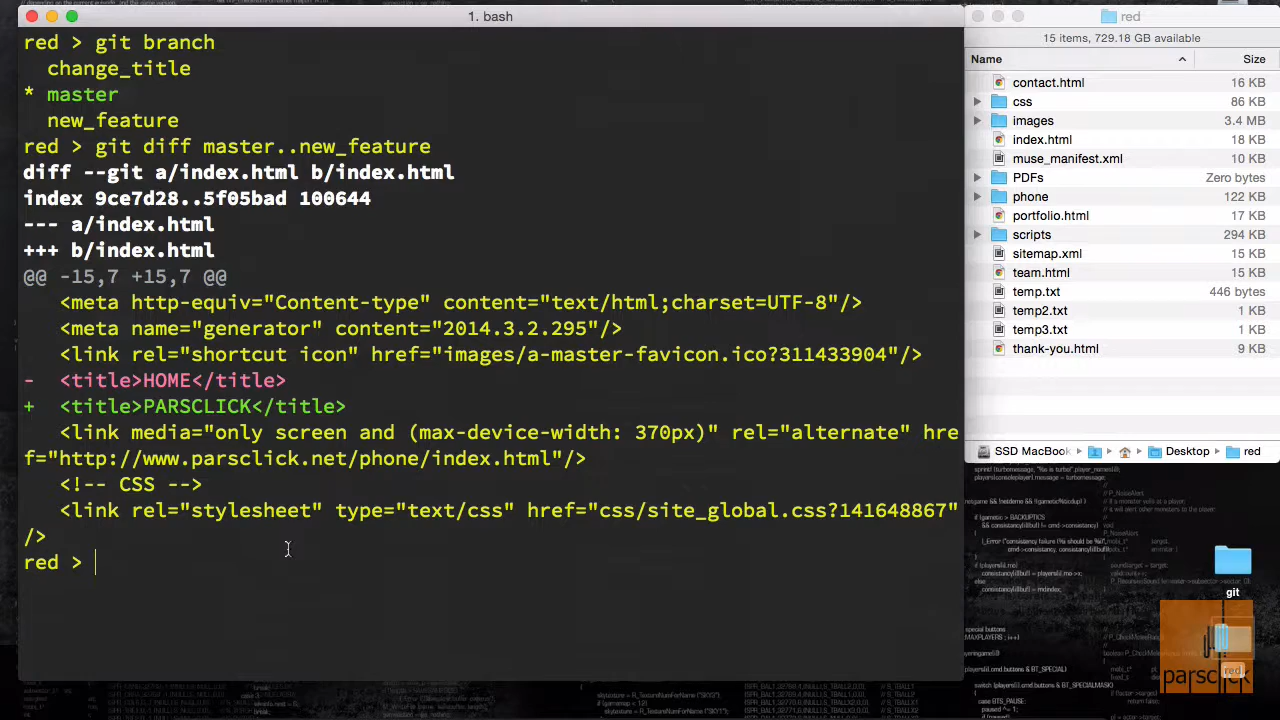 1. bash
red > git branch
change_title
* master
new_feature
red > git diff master..new_feature
diff --git a/index.html b/index.html
index 9ce7d28..5f05bad 100644
--- a/index.html
+++ b/index.html
@@ -15,7 +15,7 @@
<meta http-equiv="Content-type" content="text/html;charset=UTF-8"/>
<meta name="generator" content="2014.3.2.295"/>
<link rel="shortcut icon" href="images/a-master-favicon.ico?311433904"/>
- <title>HOME</title>
+ <title>PARSCLICK</title>
<link media="only screen and (max-device-width: 370px)" rel="alternate" hre
f="http://www.parsclick.net/phone/index.html"/>
<!-- CSS -->
<link rel="stylesheet" type="text/css" href="css/site_global.css?141648867"
/>
red >
red
15 items, 729.18 GB available
Name Size
contact.html 16 KB
css 86 KB
images 3.4 MB
index.html 18 KB
muse_manifest.xml 10 KB
PDFs Zero bytes
phone 122 KB
portfolio.html 17 KB
scripts 294 KB
sitemap.xml 15 KB
team.html 15 KB
temp.txt 446 bytes
temp2.txt 1 KB
temp3.txt 1 KB
thank-you.html 9 KB
SSD MacBook Desktop red
git
red
parsclick